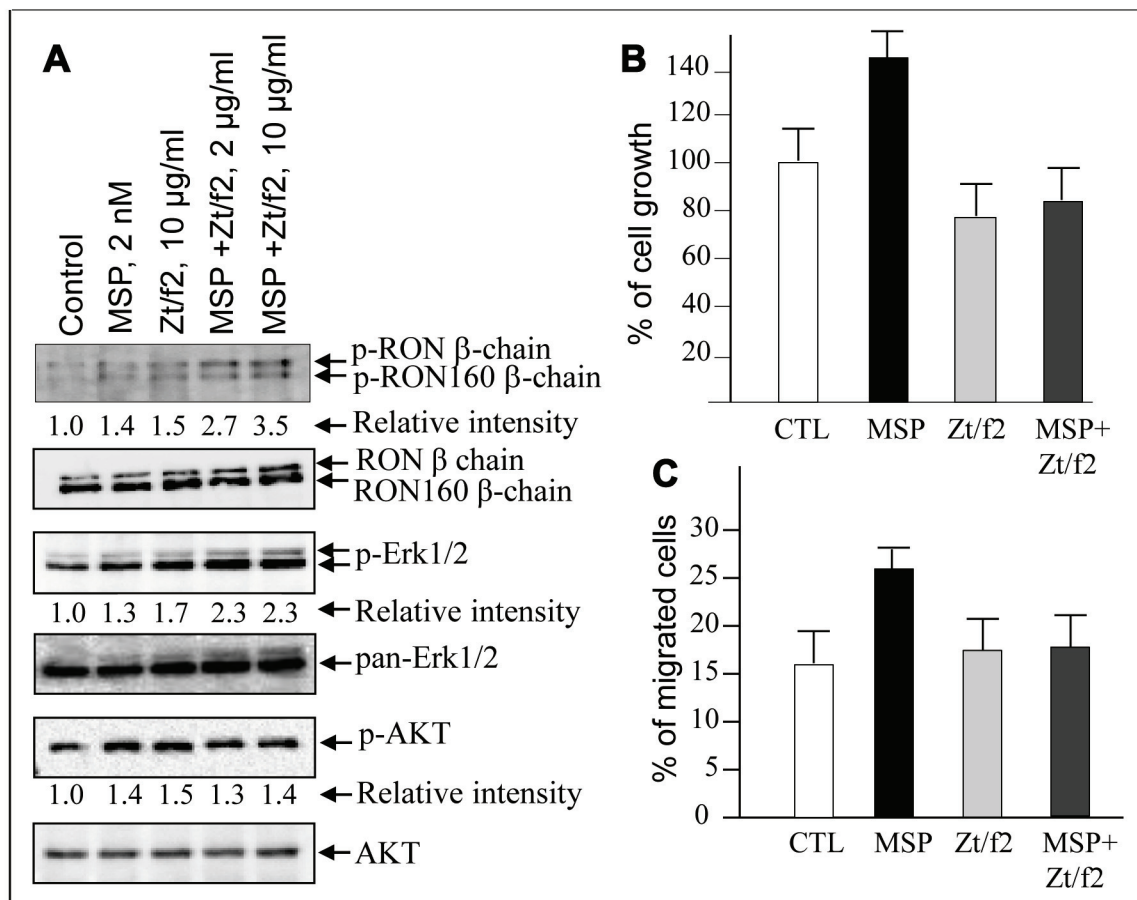 A
Control
MSP, 2 nM
Zt/f2, 10 µg/ml
MSP +Zt/f2, 2 µg/ml
MSP +Zt/f2, 10 µg/ml
p-RON β-chain
p-RON160 β-chain
1.0 1.4 1.5 2.7 3.5 Relative intensity
RON β chain
RON160 β-chain
p-Erk1/2
1.0 1.3 1.7 2.3 2.3 Relative intensity
pan-Erk1/2
p-AKT
1.0 1.4 1.5 1.3 1.4 Relative intensity
AKT
B
% of cell growth
140
120
100
80
60
40
20
CTL MSP Zt/f2 MSP+
Zt/f2
C
% of migrated cells
30
25
20
15
10
5
0
CTL MSP Zt/f2 MSP+
Zt/f2